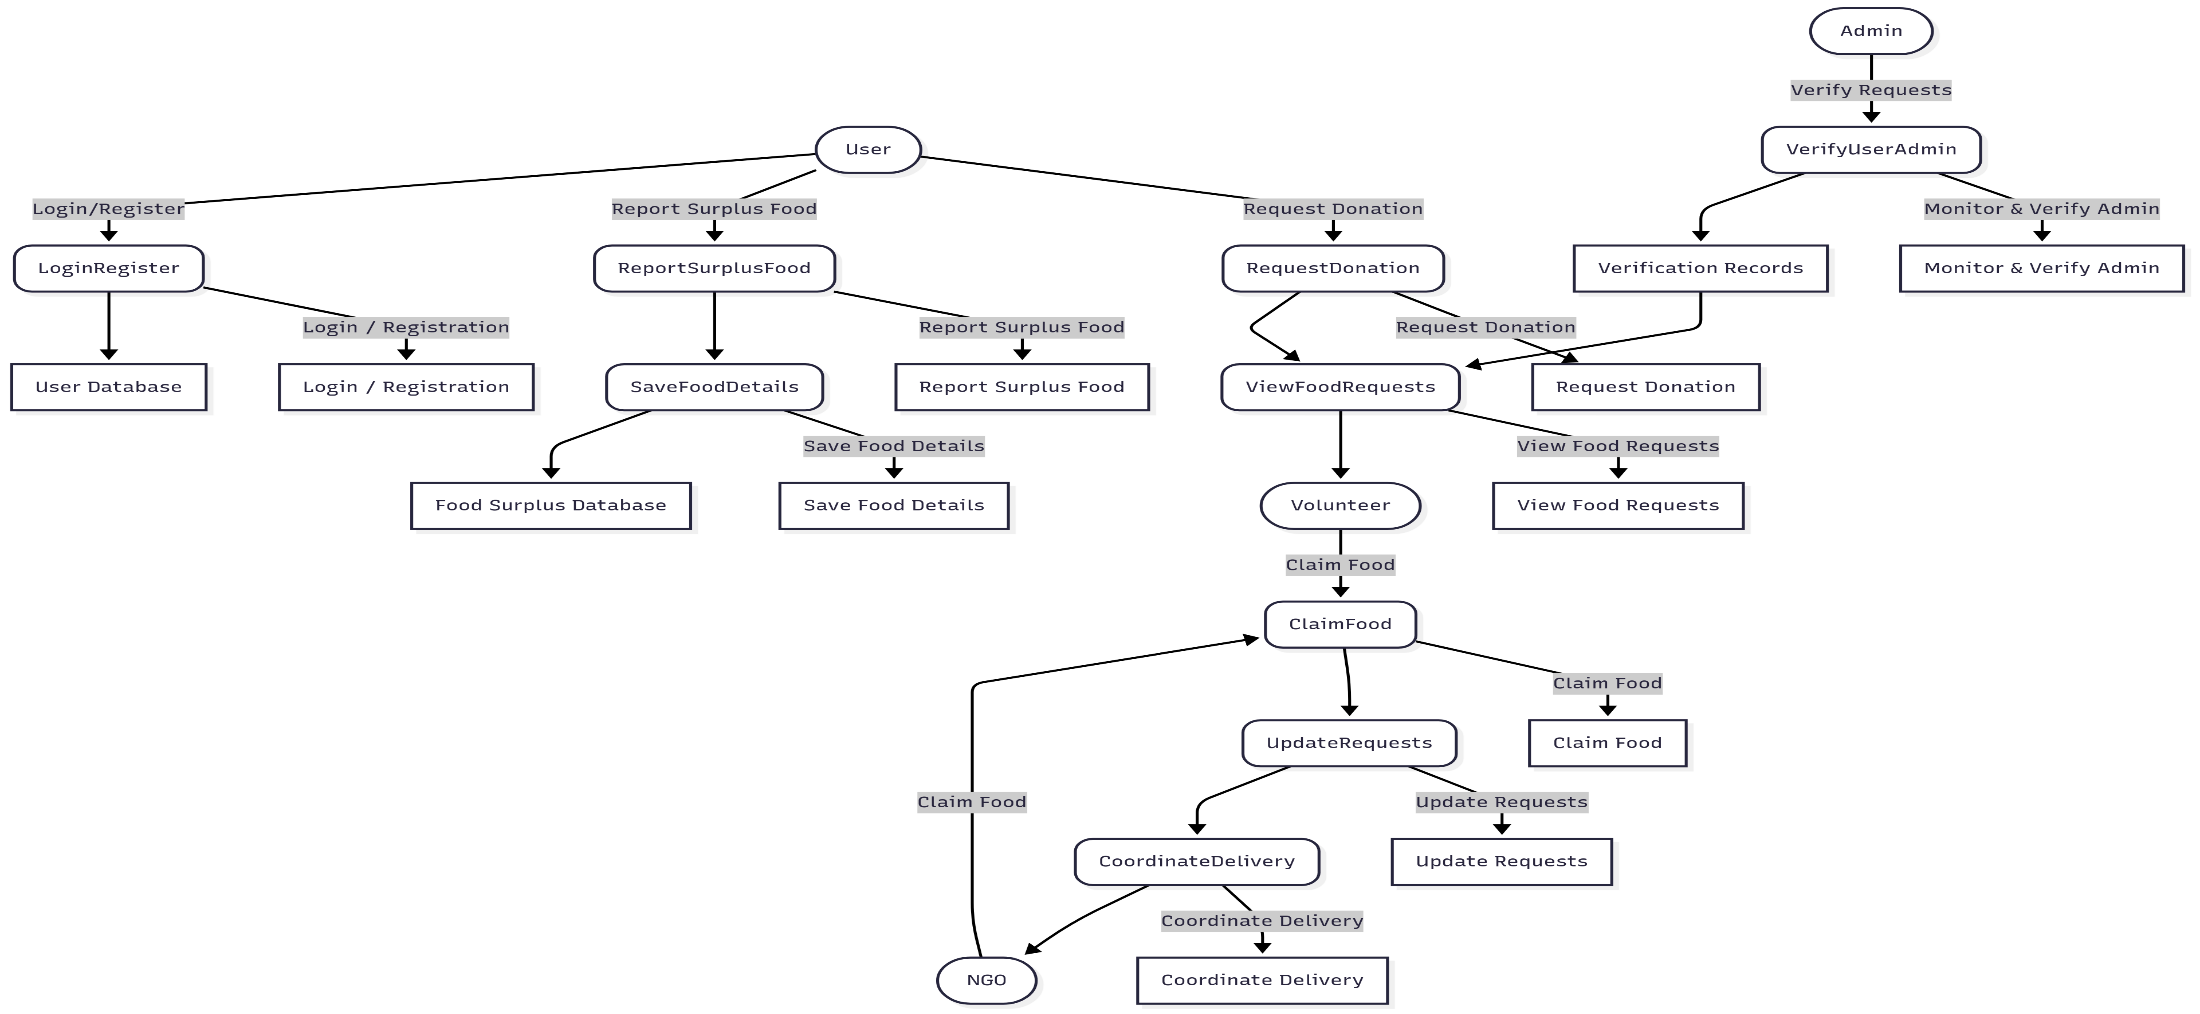 Admin
Verify Requests
User
VerifyUserAdmin
Login/Register
Report Surplus Food
Request Donation
Monitor & Verify Admin
LoginRegister
ReportSurplusFood
RequestDonation
Verification Records
Monitor & Verify Admin
Login / Registration
Report Surplus Food
Request Donation
User Database
Login / Registration
SaveFoodDetails
Report Surplus Food
ViewFoodRequests
Request Donation
Save Food Details
View Food Requests
Food Surplus Database
Save Food Details
Volunteer
View Food Requests
Claim Food
ClaimFood
Claim Food
UpdateRequests
Claim Food
Claim Food
Update Requests
CoordinateDelivery
Update Requests
Coordinate Delivery
NGO
Coordinate Delivery